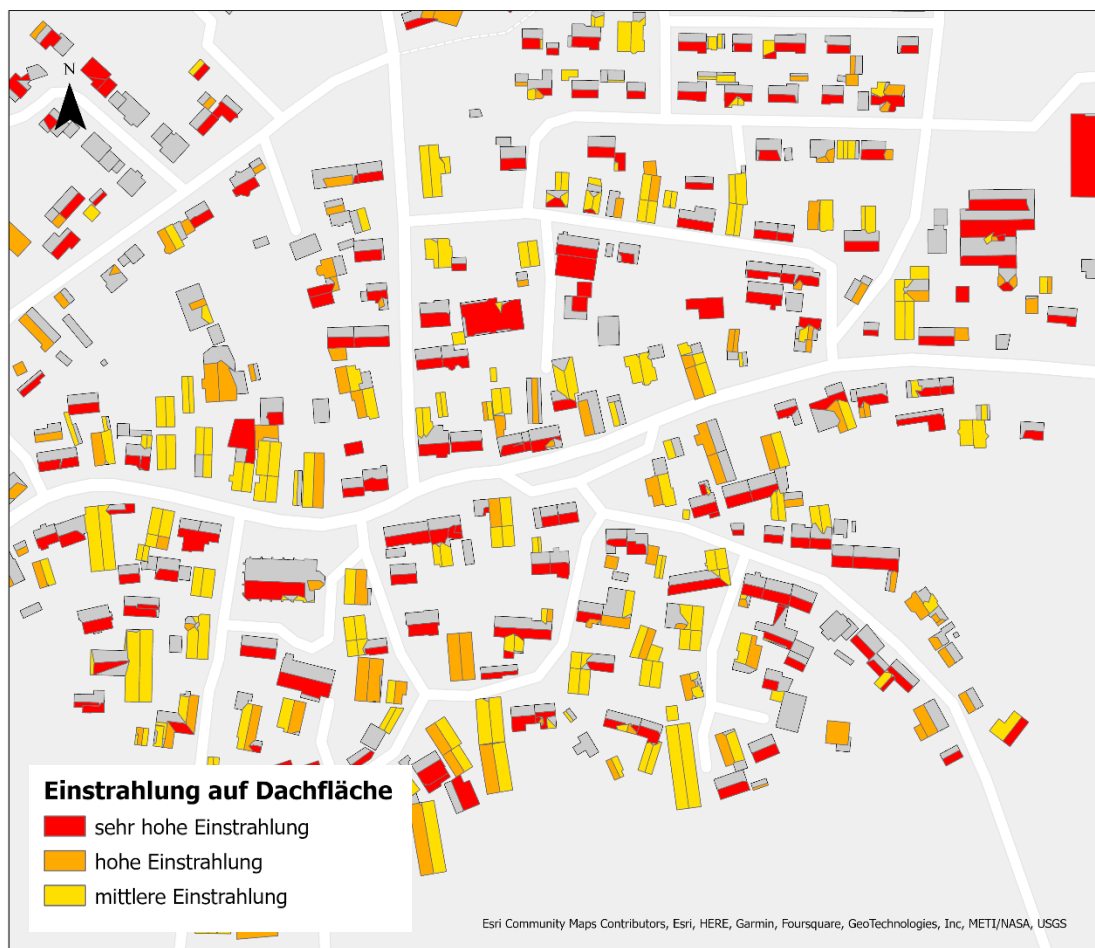 N
Einstrahlung auf Dachfläche
sehr hohe Einstrahlung
hohe Einstrahlung
mittlere Einstrahlung
Esri Community Maps Contributors, Esri, HERE, Garmin, Foursquare, GeoTechnologies, Inc, METI/NASA, USGS